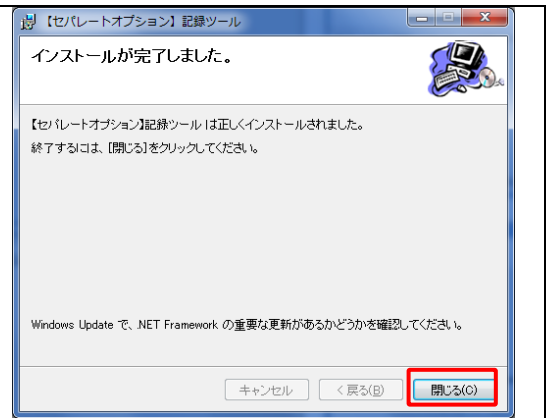 【セパレートオプション】記録ツール
インストールが完了しました。
【セパレートオプション】記録ツール は正しくインストールされました。
終了するには、[閉じる]をクリックしてください。
Windows Update で、.NET Framework の重要な更新があるかどうかを確認してください。
キャンセル
< 戻る(B)
閉じる(C)